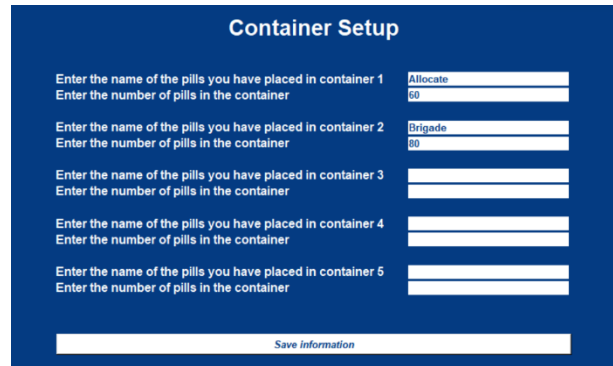 Container Setup
Enter the name of the pills you have placed in container 1 Allocate
Enter the number of pills in the container 60
Enter the name of the pills you have placed in container 2 Brigade
Enter the number of pills in the container 80
Enter the name of the pills you have placed in container 3
Enter the number of pills in the container
Enter the name of the pills you have placed in container 4
Enter the number of pills in the container
Enter the name of the pills you have placed in container 5
Enter the number of pills in the container
Save information